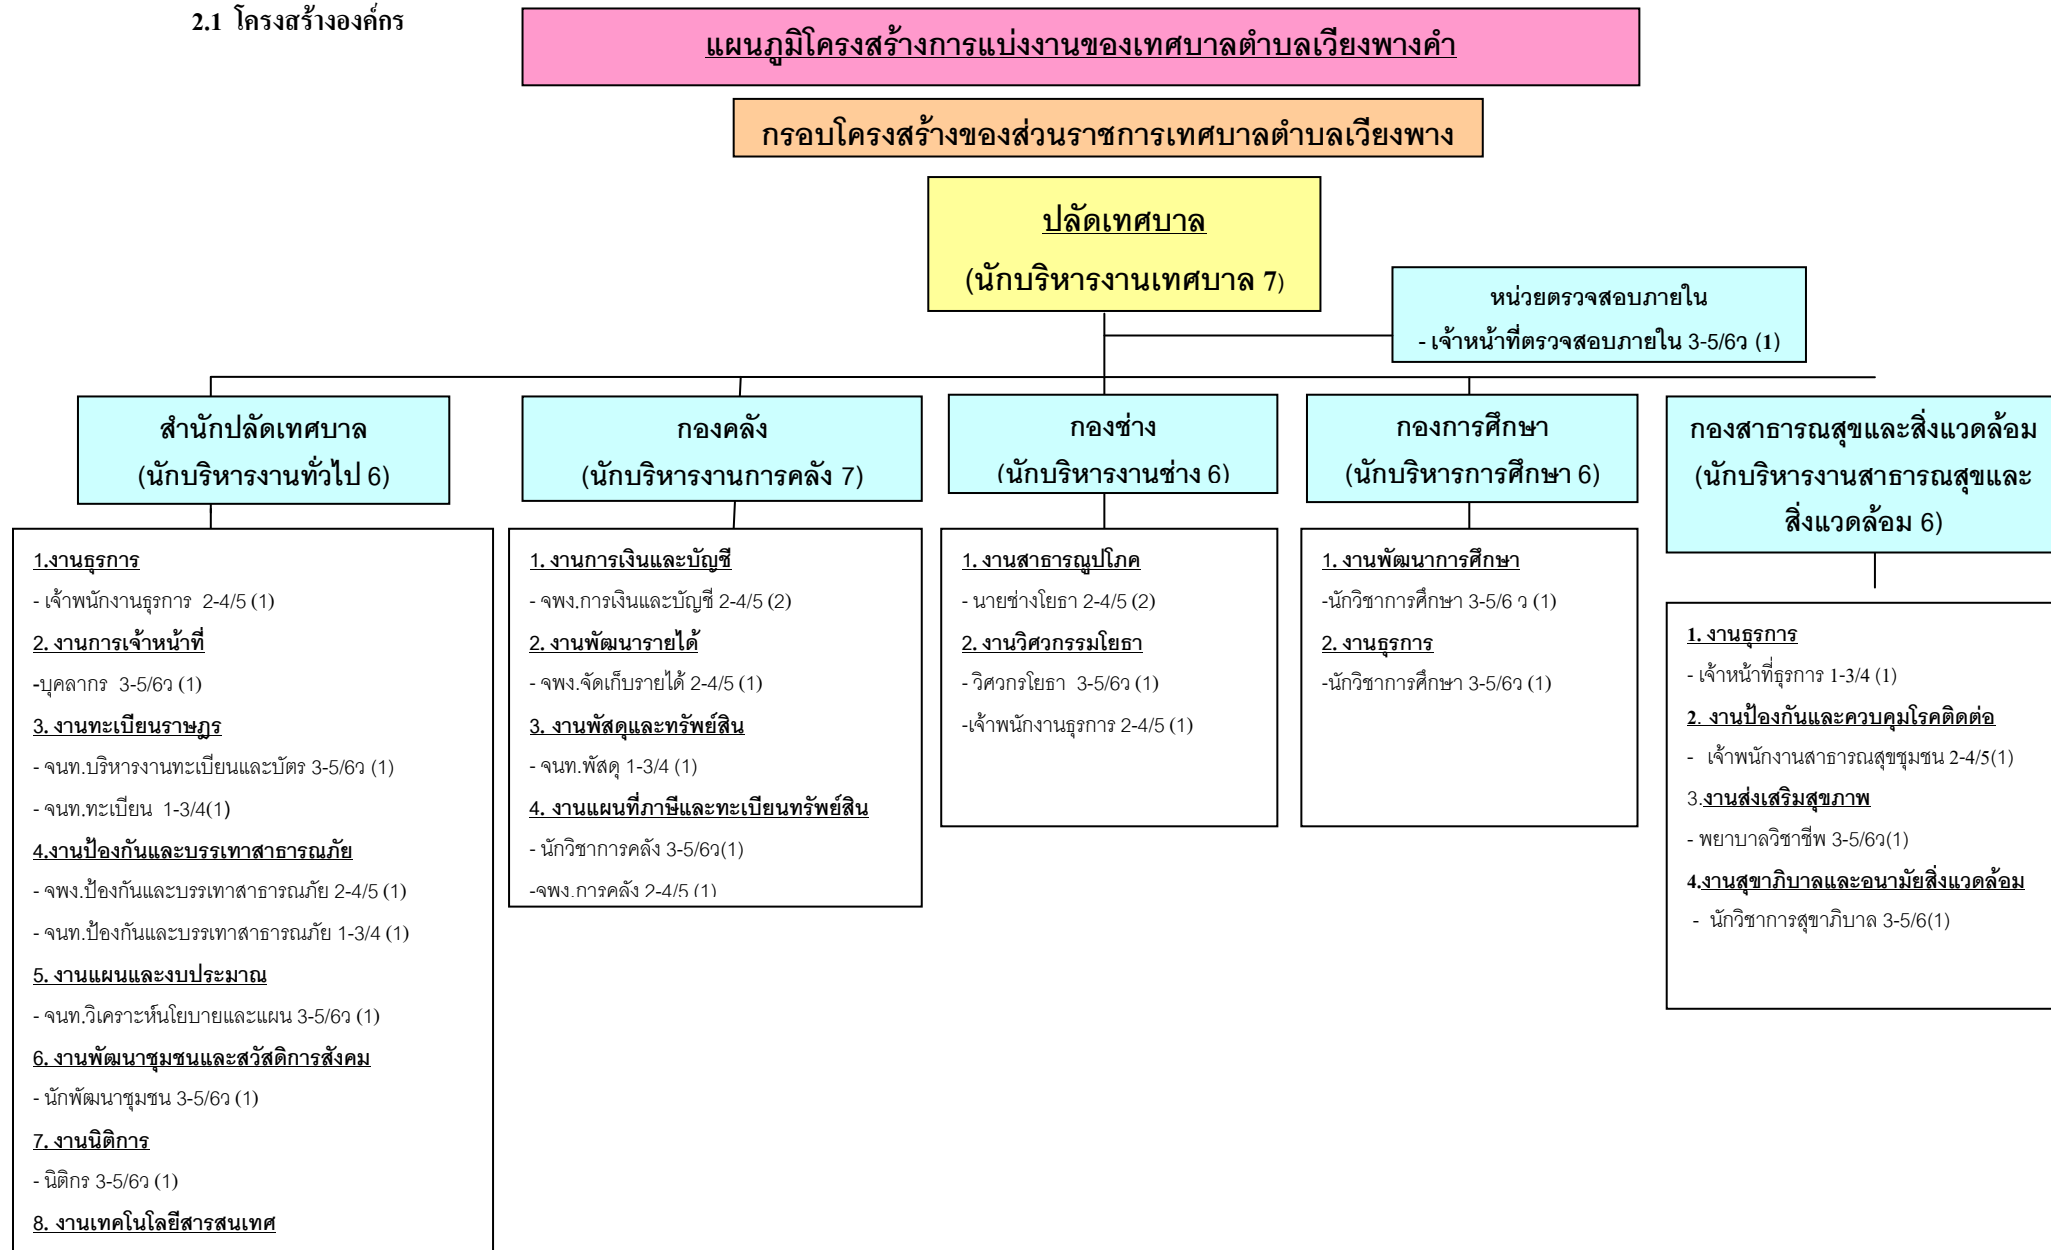 2.1 โครงสร้างองค์กร
แผนภูมิโครงสร้างการแบ่งงานของเทศบาลตำบลเวียงพางคำ
กรอบโครงสร้างของส่วนราชการเทศบาลตำบลเวียงพาง
ปลัดเทศบาล
(นักบริหารงานเทศบาล 7)
หน่วยตรวจสอบภายใน
- เจ้าหน้าที่ตรวจสอบภายใน 3-5/6ว (1)
สำนักปลัดเทศบาล
(นักบริหารงานทั่วไป 6)
1.งานธุรการ
- เจ้าพนักงานธุรการ 2-4/5 (1)
2. งานการเจ้าหน้าที่
-บุคลากร 3-5/6ว (1)
3. งานทะเบียนราษฎร
- จนท.บริหารงานทะเบียนและบัตร 3-5/6ว (1)
- จนท.ทะเบียน 1-3/4(1)
4.งานป้องกันและบรรเทาสาธารณภัย
- จพง.ป้องกันและบรรเทาสาธารณภัย 2-4/5 (1)
- จนท.ป้องกันและบรรเทาสาธารณภัย 1-3/4 (1)
5. งานแผนและงบประมาณ
- จนท.วิเคราะห์นโยบายและแผน 3-5/6ว (1)
6. งานพัฒนาชุมชนและสวัสดิการสังคม
- นักพัฒนาชุมชน 3-5/6ว (1)
7. งานนิติการ
- นิติกร 3-5/6ว (1)
8. งานเทคโนโลยีสารสนเทศ
กองคลัง
(นักบริหารงานการคลัง 7)
1. งานการเงินและบัญชี
- จพง.การเงินและบัญชี 2-4/5 (2)
2. งานพัฒนารายได้
- จพง.จัดเก็บรายได้ 2-4/5 (1)
3. งานพัสดุและทรัพย์สิน
- จนท.พัสดุ 1-3/4 (1)
4. งานแผนที่ภาษีและทะเบียนทรัพย์สิน
- นักวิชาการคลัง 3-5/6ว(1)
-จพง.การคลัง 2-4/5 (1)
กองช่าง
(นักบริหารงานช่าง 6)
1. งานสาธารณูปโภค
- นายช่างโยธา 2-4/5 (2)
2. งานวิศวกรรมโยธา
- วิศวกรโยธา 3-5/6ว (1)
-เจ้าพนักงานธุรการ 2-4/5 (1)
กองการศึกษา
(นักบริหารการศึกษา 6)
1. งานพัฒนาการศึกษา
-นักวิชาการศึกษา 3-5/6 ว (1)
2. งานธุรการ
-นักวิชาการศึกษา 3-5/6ว (1)
กองสาธารณสุขและสิ่งแวดล้อม
(นักบริหารงานสาธารณสุขและ
สิ่งแวดล้อม 6)
1. งานธุรการ
- เจ้าหน้าที่ธุรการ 1-3/4 (1)
2. งานป้องกันและควบคุมโรคติดต่อ
- เจ้าพนักงานสาธารณสุขชุมชน 2-4/5(1)
3.งานส่งเสริมสุขภาพ
- พยาบาลวิชาชีพ 3-5/6ว(1)
4.งานสุขาภิบาลและอนามัยสิ่งแวดล้อม
- นักวิชาการสุขาภิบาล 3-5/6(1)